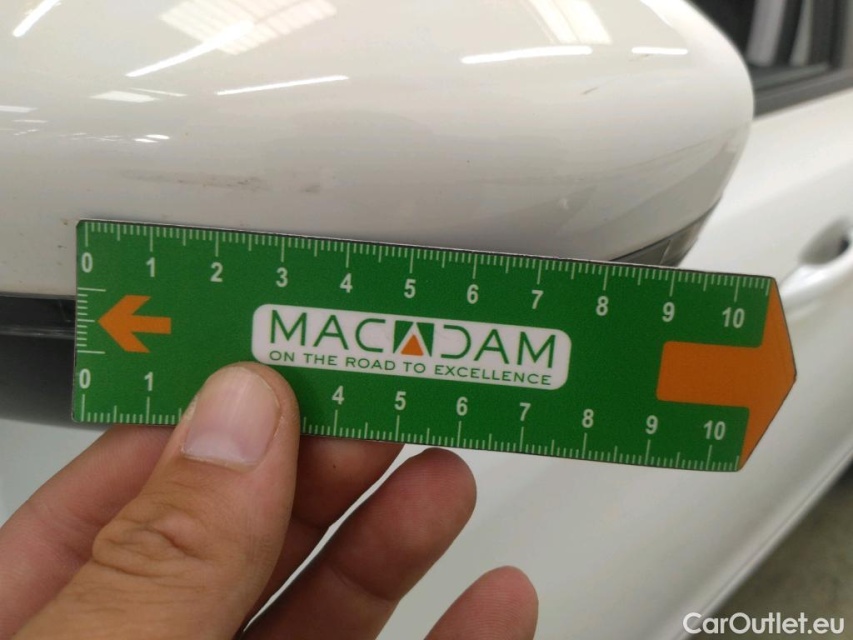 0 1 2 3 4 5 6 7 8 9 10
MACADAM
ON THE ROAD TO EXCELLENCE
0 1 4 5 6 7 8 9 10
CarOutlet.eu